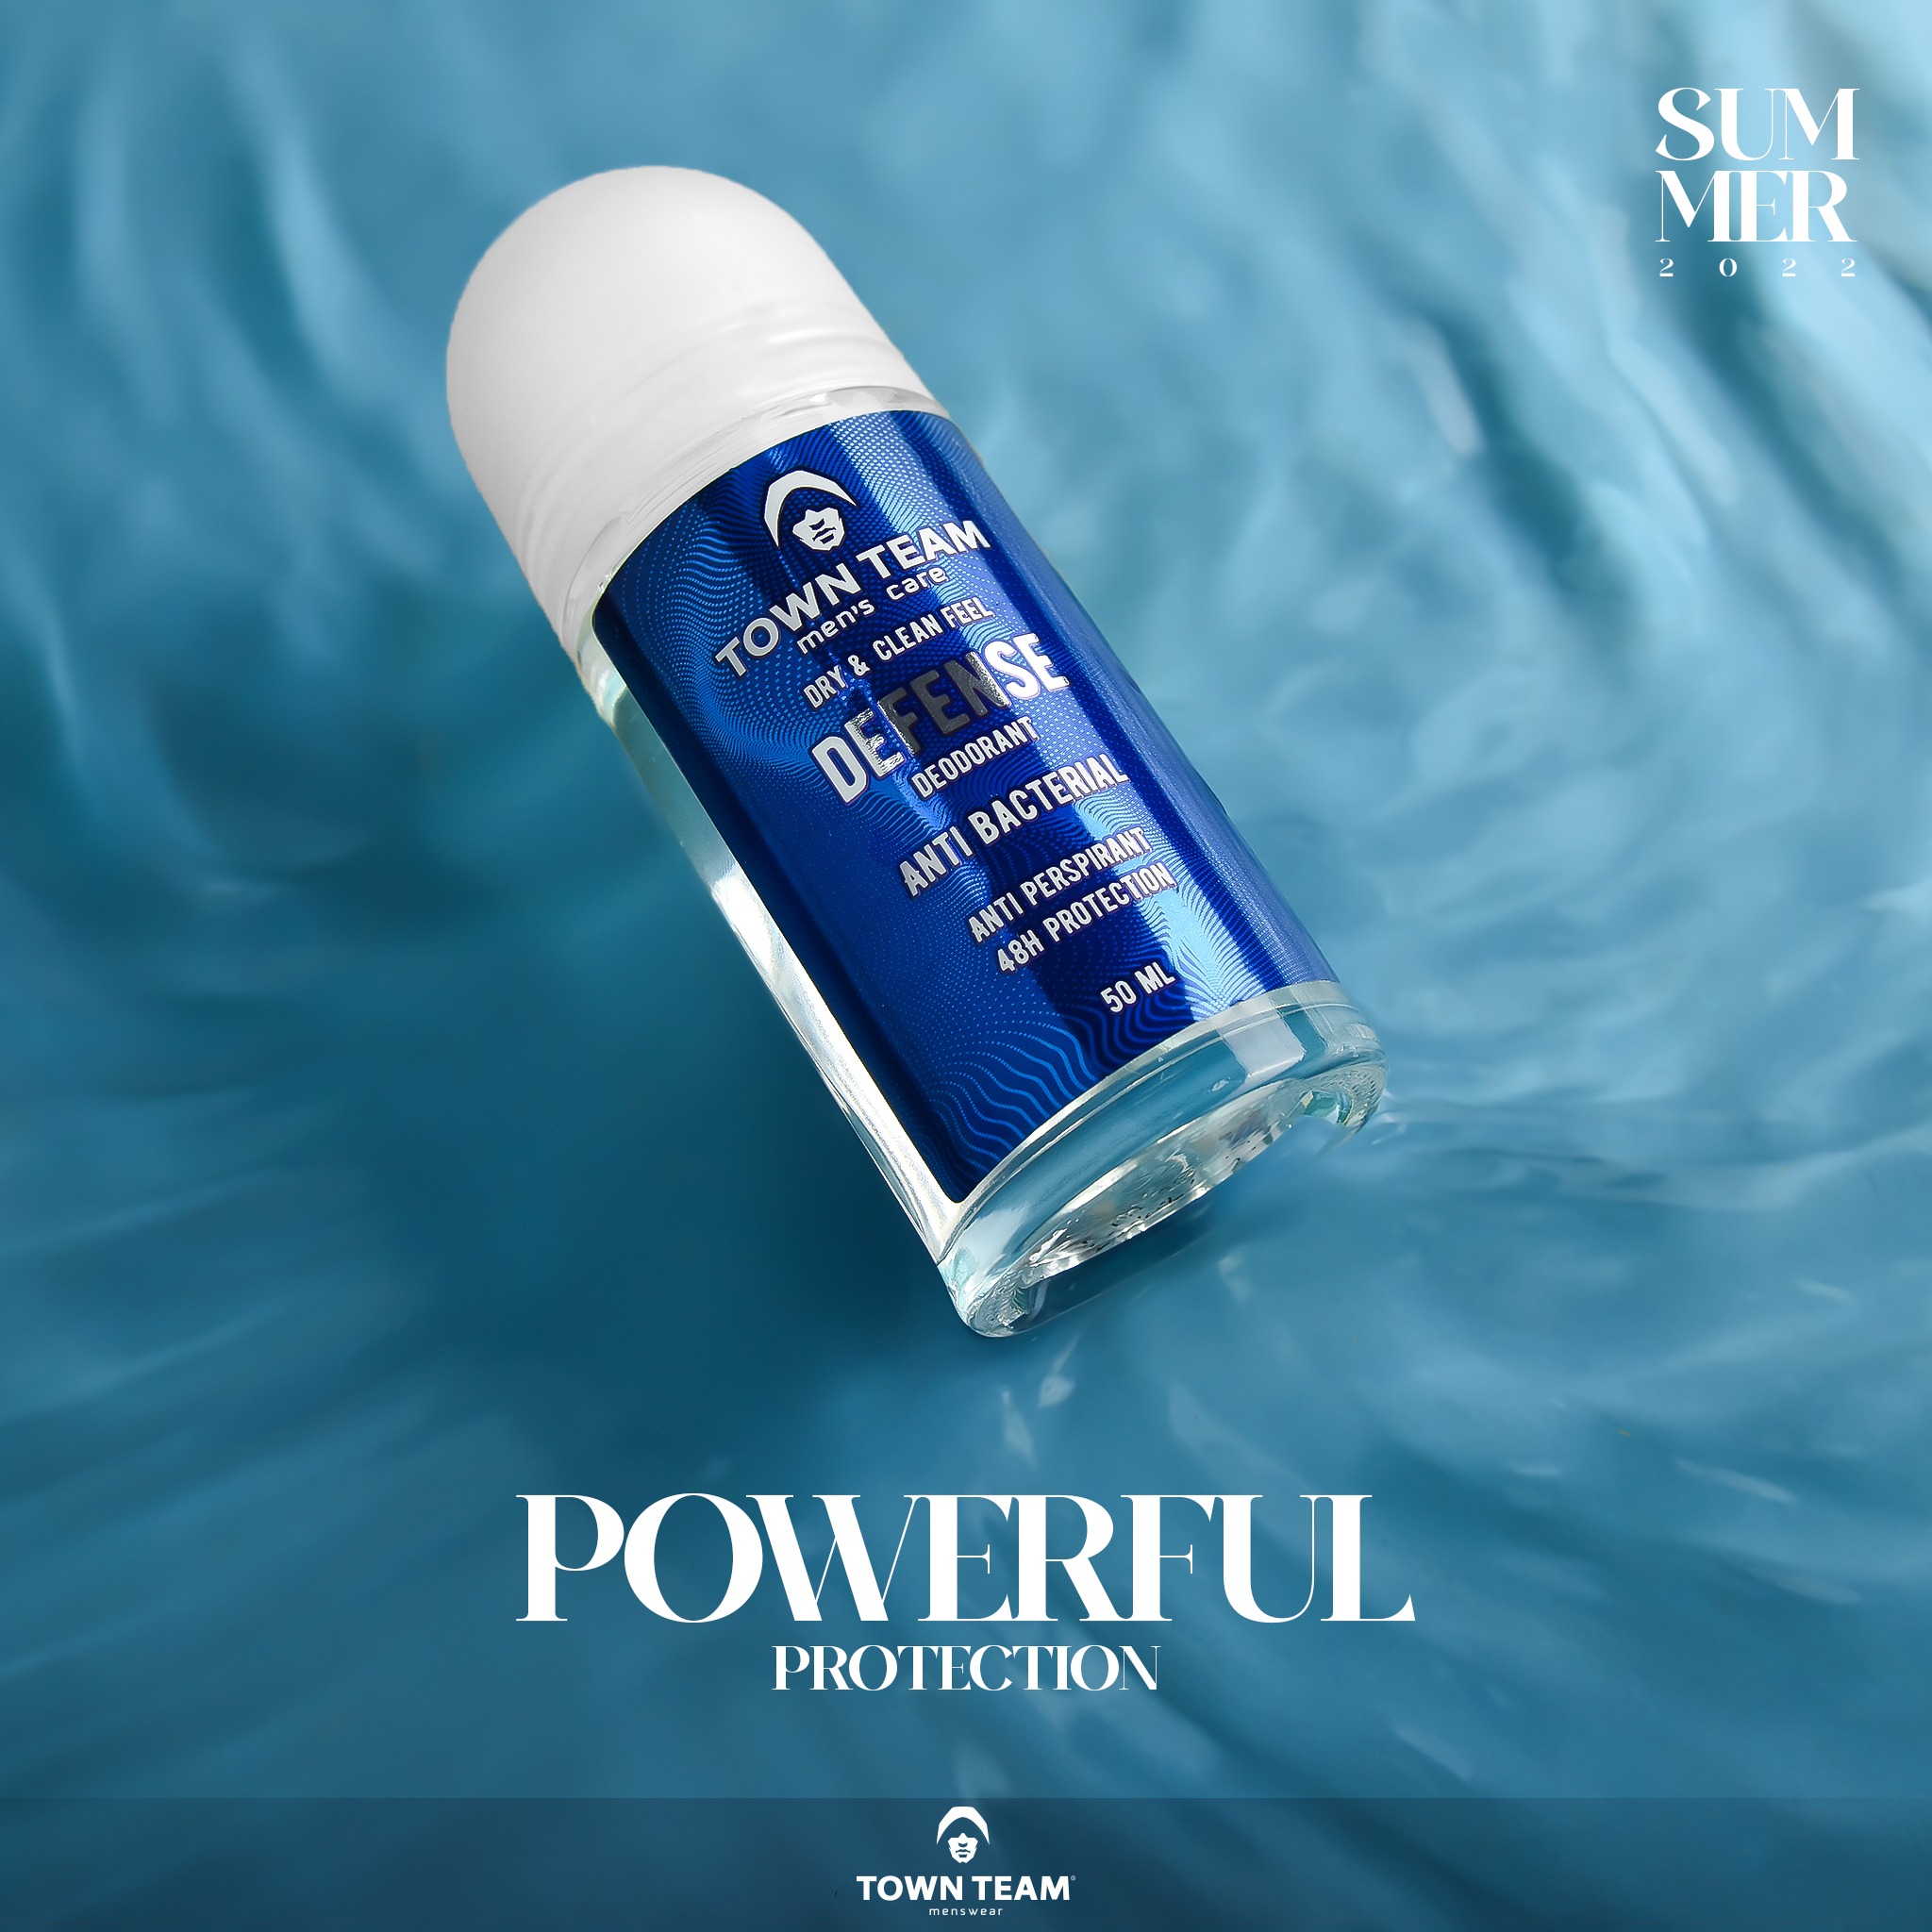 SUM
MER
2022
TOWN TEAM
men's care
DRY & CLEAN FEEL
DEFENSE
DEODORANT
ANTI BACTERIAL
ANTI PERSPIRANT
48H PROTECTION
50 ML
POWERFUL
PROTECTION
TOWN TEAM®
menswear